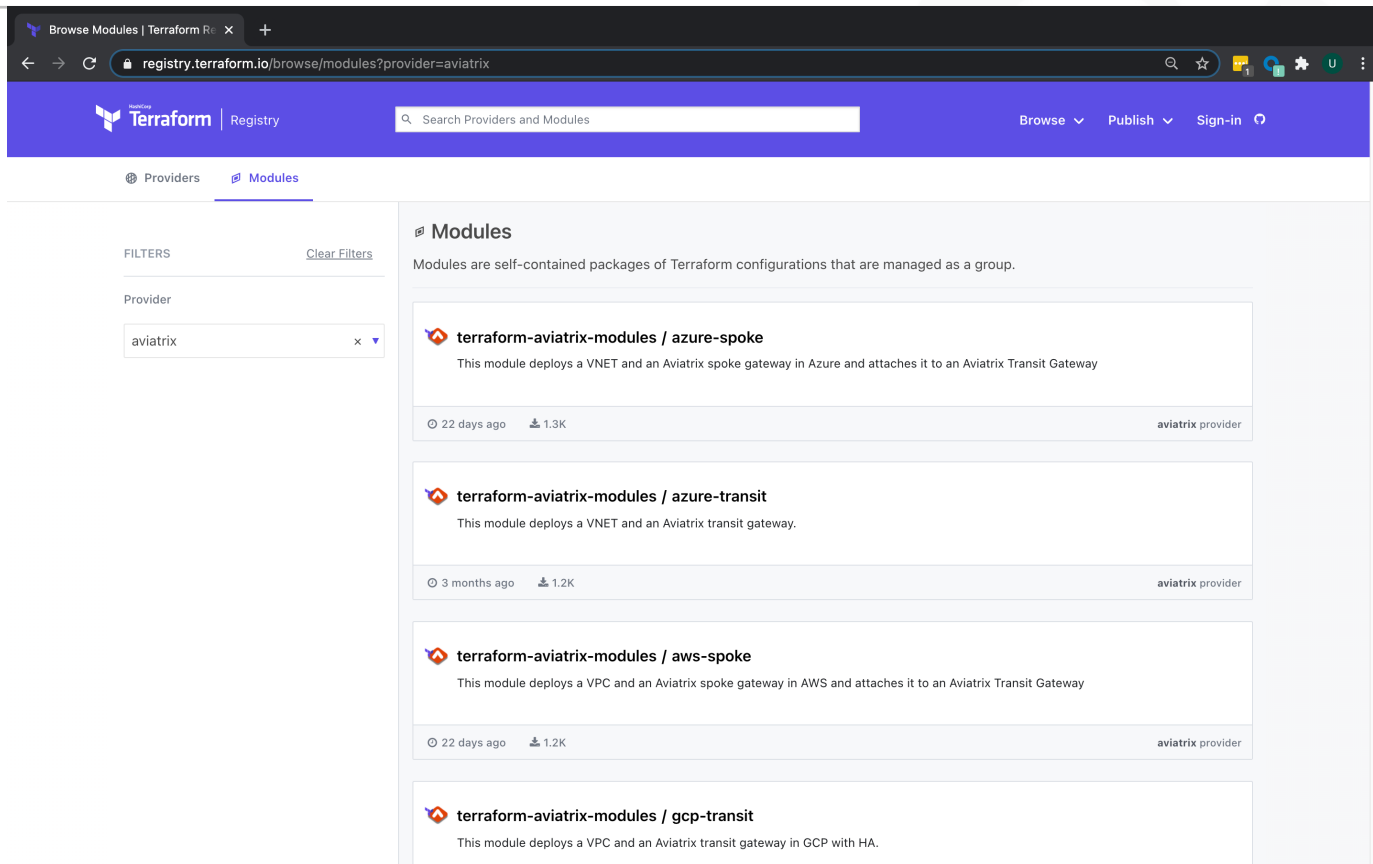 Browse Modules | Terraform Re
registry.terraform.io/browse/modules?provider=aviatrix
1
1
U
HashiCorp
Terraform
Registry
Search Providers and Modules
Browse
Publish
Sign-in
Providers
Modules
FILTERS
Clear Filters
Provider
aviatrix
Modules
Modules are self-contained packages of Terraform configurations that are managed as a group.
terraform-aviatrix-modules / azure-spoke
This module deploys a VNET and an Aviatrix spoke gateway in Azure and attaches it to an Aviatrix Transit Gateway
22 days ago 1.3K aviatrix provider
terraform-aviatrix-modules / azure-transit
This module deploys a VNET and an Aviatrix transit gateway.
3 months ago 1.2K aviatrix provider
terraform-aviatrix-modules / aws-spoke
This module deploys a VPC and an Aviatrix spoke gateway in AWS and attaches it to an Aviatrix Transit Gateway
22 days ago 1.2K aviatrix provider
terraform-aviatrix-modules / gcp-transit
This module deploys a VPC and an Aviatrix transit gateway in GCP with HA.